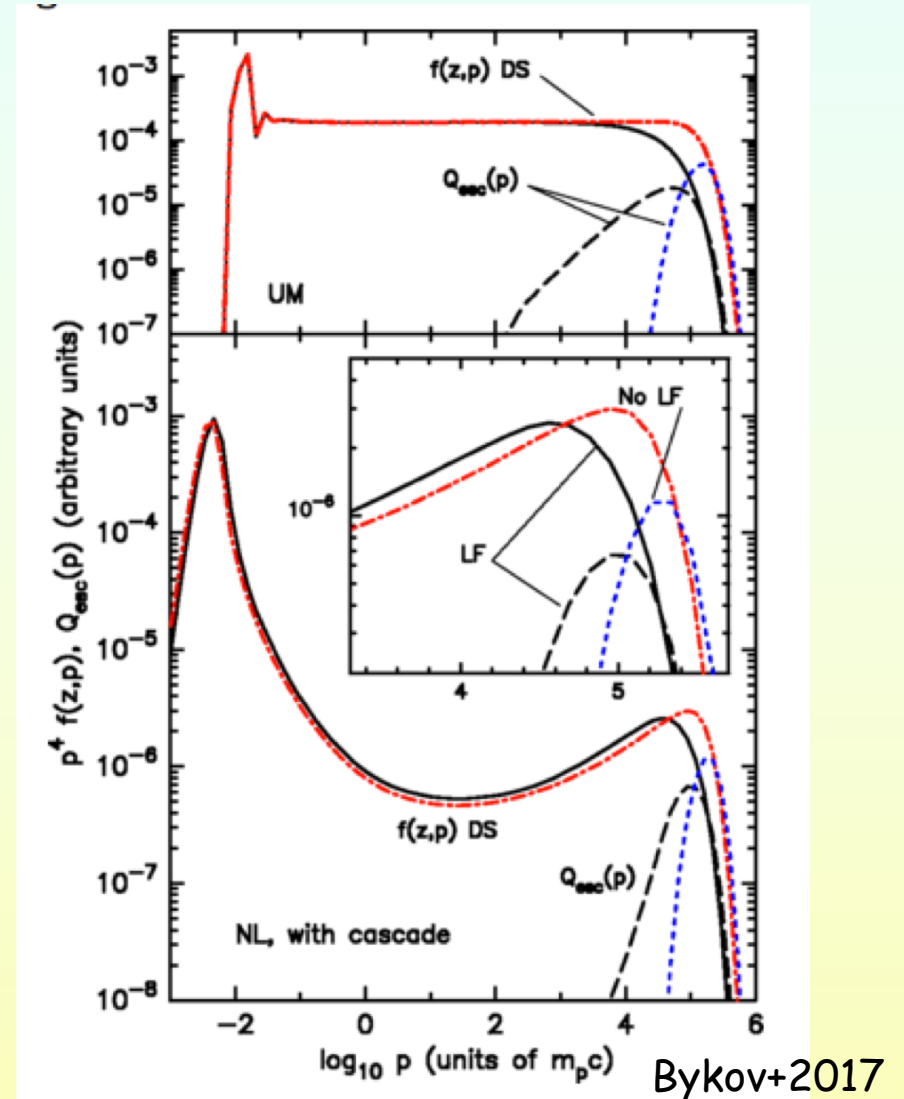 10⁻³
f(z,p) DS
10⁻⁴
Q_esc(p)
10⁻⁵
10⁻⁶
UM
10⁻⁷
p⁴ f(z,p), Q_esc(p) (arbitrary units)
10⁻³
No LF
10⁻⁶
LF
10⁻⁴
4 5
10⁻⁵
10⁻⁶
f(z,p) DS
10⁻⁷
Q_esc(p)
NL, with cascade
10⁻⁸
−2 0 2 4 6
log₁₀ p (units of mₚc)
Bykov+2017